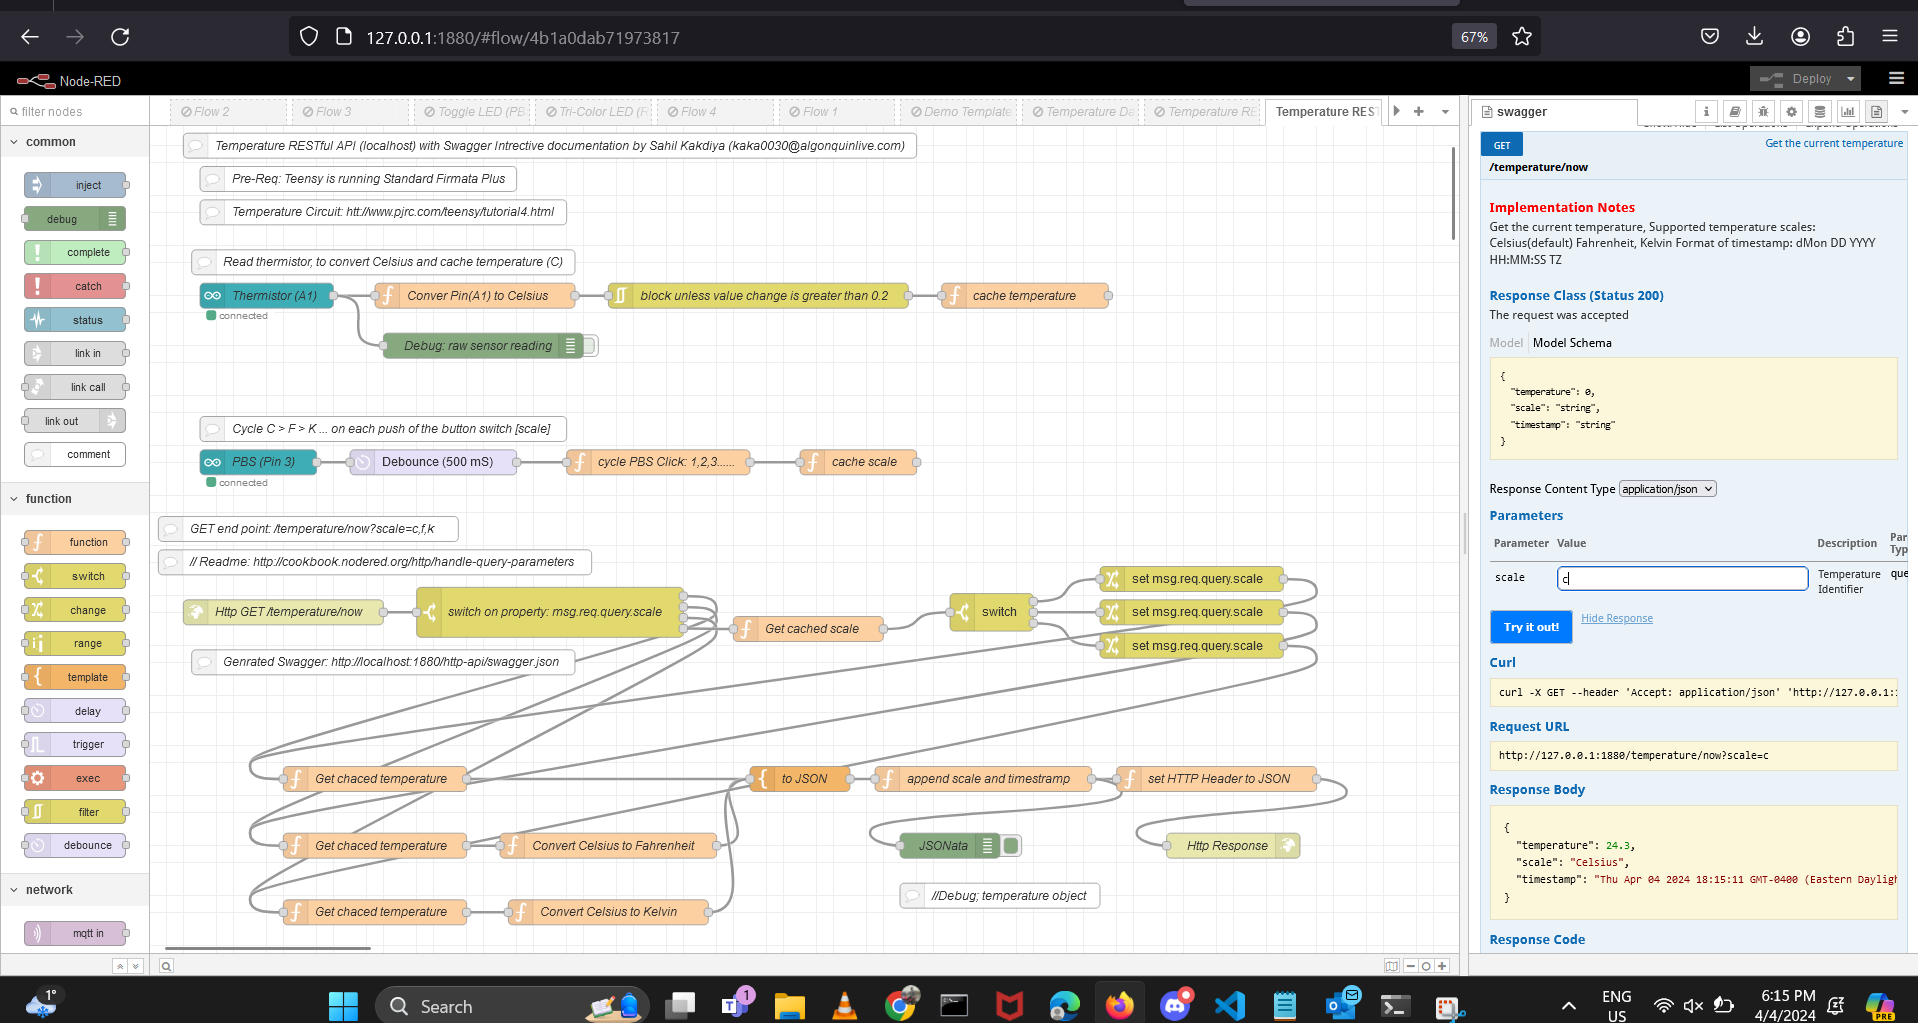 127.0.0.1:1880/#flow/4b1a0dab71973817
67%
Node-RED
Deploy
filter nodes
Flow 2
Flow 3
Toggle LED (PB
Tri-Color LED (F
Flow 4
Flow 1
Demo Template
Temperature Da
Temperature RE
Temperature RES
swagger
common
inject
debug
complete
catch
status
link in
link call
link out
comment
function
function
switch
change
range
template
delay
trigger
exec
filter
debounce
network
mqtt in
Temperature RESTful API (localhost) with Swagger Intrective documentation by Sahil Kakdiya (kaka0030@algonquinlive.com)
Pre-Req: Teensy is running Standard Firmata Plus
Temperature Circuit: htt://www.pjrc.com/teensy/tutorial4.html
Read thermistor, to convert Celsius and cache temperature (C)
Thermistor (A1)
Conver Pin(A1) to Celsius
block unless value change is greater than 0.2
cache temperature
connected
Debug: raw sensor reading
Cycle C > F > K ... on each push of the button switch [scale]
PBS (Pin 3)
Debounce (500 mS)
cycle PBS Click: 1,2,3......
cache scale
connected
GET end point: /temperature/now?scale=c,f,k
// Readme: http://cookbook.nodered.org/http/handle-query-parameters
Http GET /temperature/now
switch on property: msg.req.query.scale
Get cached scale
switch
set msg.req.query.scale
set msg.req.query.scale
set msg.req.query.scale
Genrated Swagger: http://localhost:1880/http-api/swagger.json
Get chaced temperature
to JSON
append scale and timestramp
set HTTP Header to JSON
Get chaced temperature
Convert Celsius to Fahrenheit
JSONata
Http Response
Get chaced temperature
Convert Celsius to Kelvin
//Debug; temperature object
GET
Get the current temperature
/temperature/now
Implementation Notes
Get the current temperature, Supported temperature scales:
Celsius(default) Fahrenheit, Kelvin Format of timestamp: dMon DD YYYY
HH:MM:SS TZ
Response Class (Status 200)
The request was accepted
Model Model Schema
{
"temperature": 0,
"scale": "string",
"timestamp": "string"
}
Response Content Type application/json
Parameters
Parameter Value Description Par
Typ
scale c Temperature
Identifier que
Try it out! Hide Response
Curl
curl -X GET --header 'Accept: application/json' 'http://127.0.0.1:1
Request URL
http://127.0.0.1:1880/temperature/now?scale=c
Response Body
{
"temperature": 24.3,
"scale": "Celsius",
"timestamp": "Thu Apr 04 2024 18:15:11 GMT-0400 (Eastern Dayligh
}
Response Code
1°
Search
1
ENG
US
6:15 PM
4/4/2024
PRE